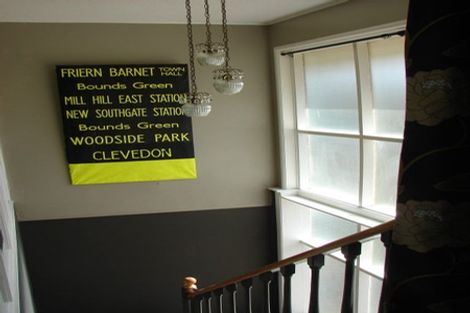 FRIERN BARNET TOWN HALL
Bounds Green
MILL HILL EAST STATION
NEW SOUTHGATE STATION
Bounds Green
WOODSIDE PARK
CLEVEDON